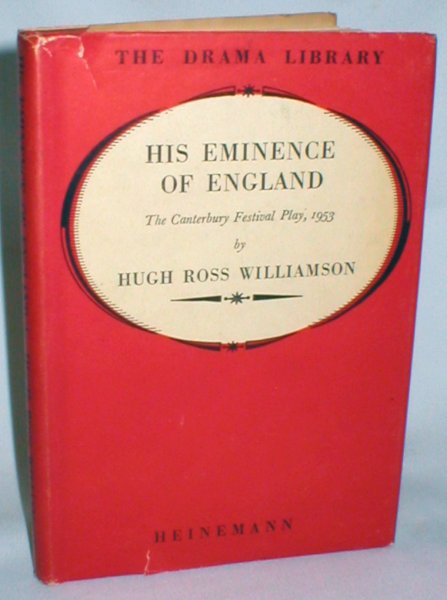 THE DRAMA LIBRARY
HIS EMINENCE
OF ENGLAND
The Canterbury Festival Play, 1953
by
HUGH ROSS WILLIAMSON
HEINEMANN